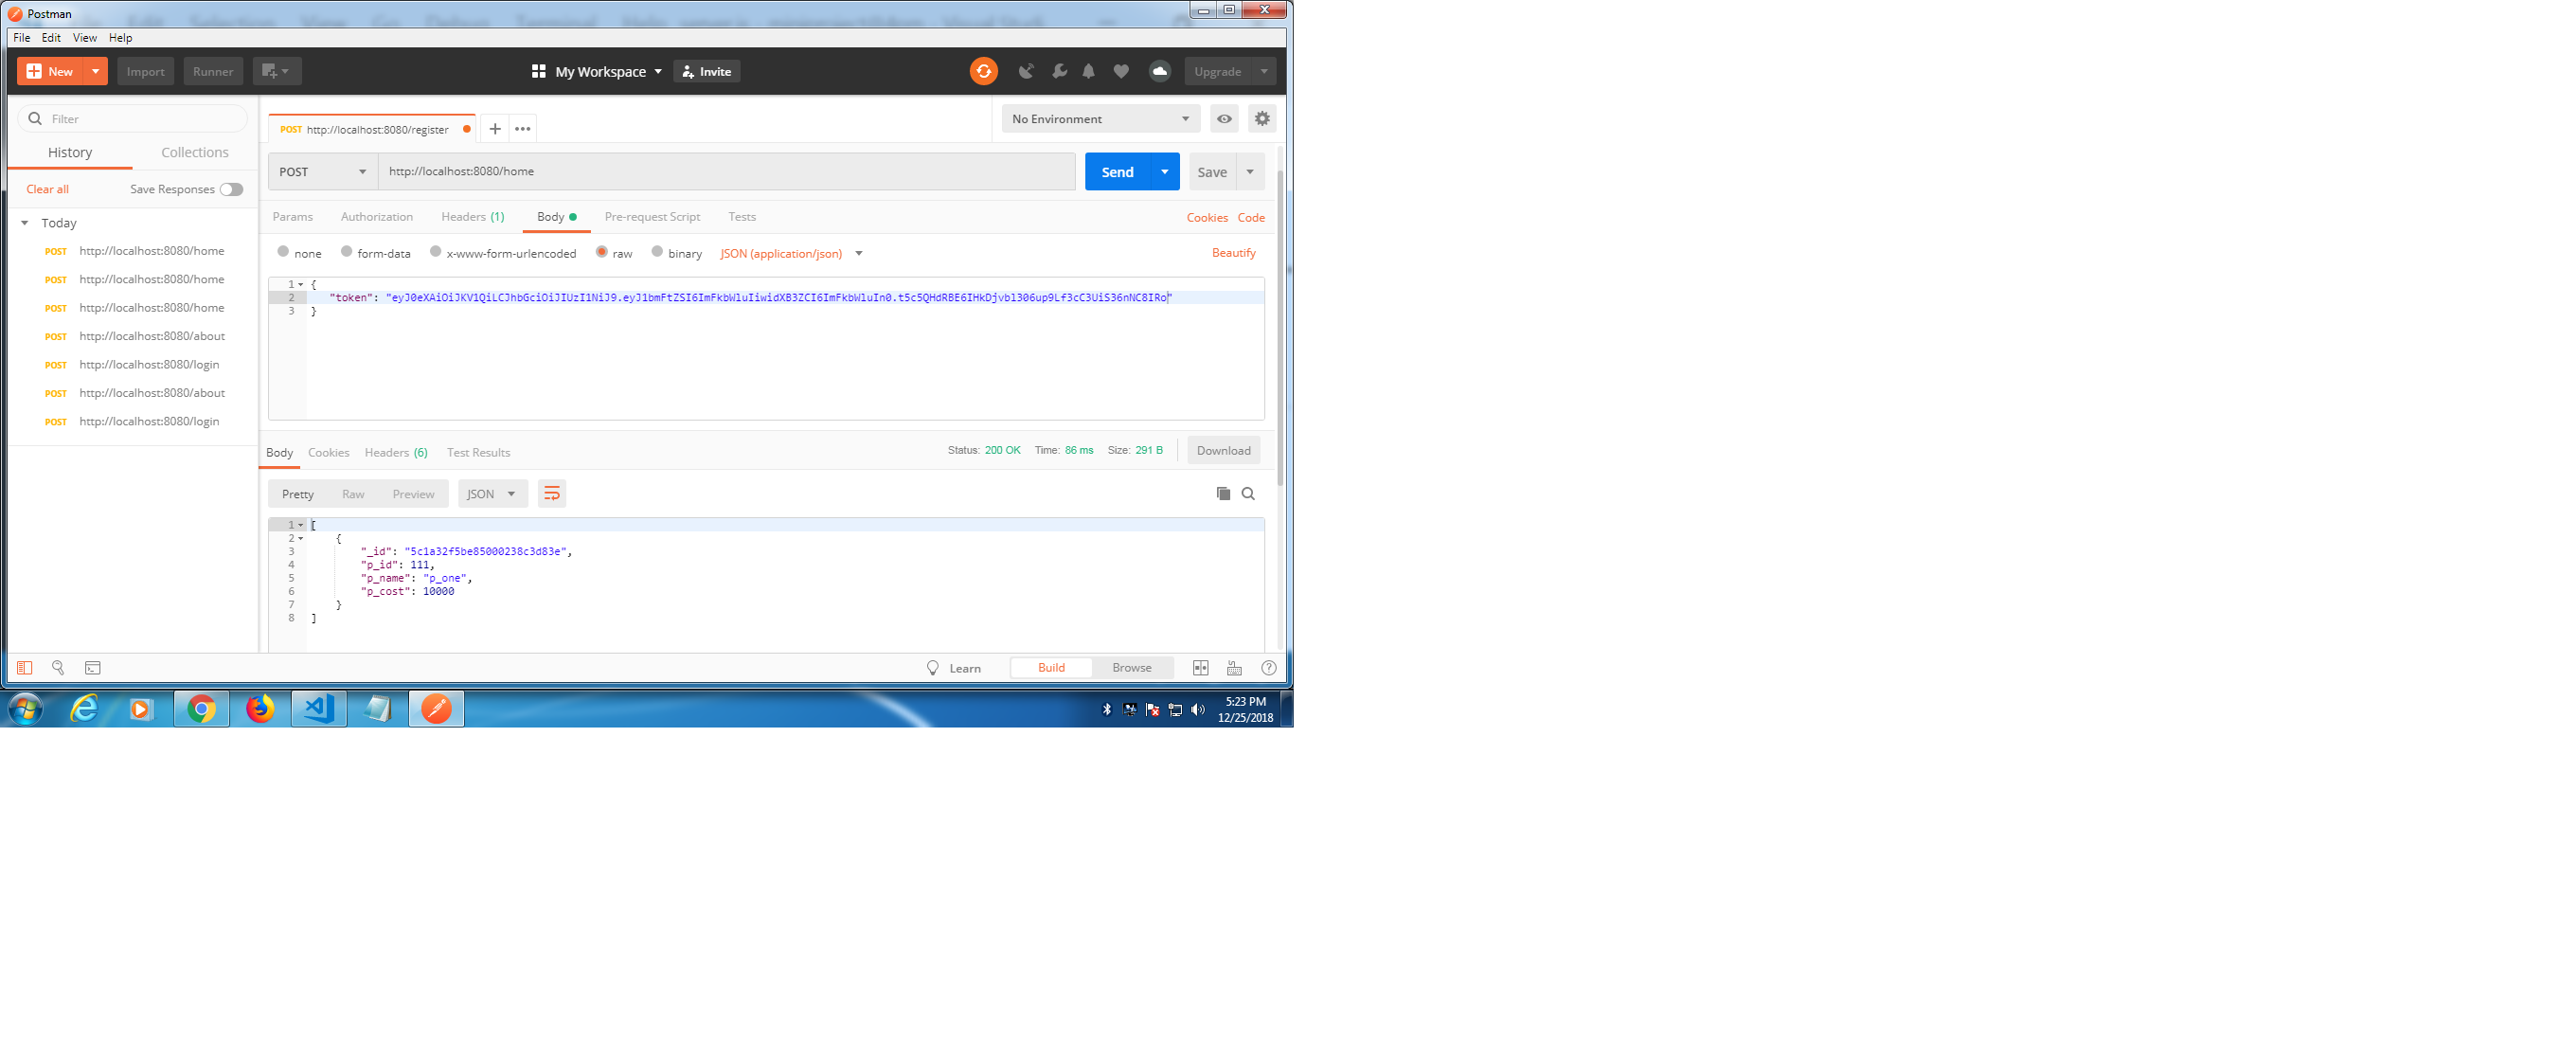 Postman
File Edit View Help
New Import Runner My Workspace Invite Upgrade
Filter
History Collections
Clear all Save Responses
Today
POST http://localhost:8080/home
POST http://localhost:8080/home
POST http://localhost:8080/home
POST http://localhost:8080/about
POST http://localhost:8080/login
POST http://localhost:8080/about
POST http://localhost:8080/login
POST http://localhost:8080/register
No Environment
POST http://localhost:8080/home Send Save
Params Authorization Headers (1) Body Pre-request Script Tests Cookies Code
none form-data x-www-form-urlencoded raw binary JSON (application/json) Beautify
1 {
2 "token": "eyJ0eXAiOiJKV1QiLCJhbGciOiJIUzI1NiJ9.eyJ1bmFtZSI6ImFkbWluIiwidXB3ZCI6ImFkbWluIn0.t5c5QHdRBE6IHkDjvbl306up9Lf3cC3UiS36nNC8IRo"
3 }
Body Cookies Headers (6) Test Results Status: 200 OK Time: 86 ms Size: 291 B Download
Pretty Raw Preview JSON
1 [
2 {
3 "_id": "5c1a32f5be85000238c3d83e",
4 "p_id": 111,
5 "p_name": "p_one",
6 "p_cost": 10000
7 }
8 ]
Learn Build Browse
5:23 PM
12/25/2018